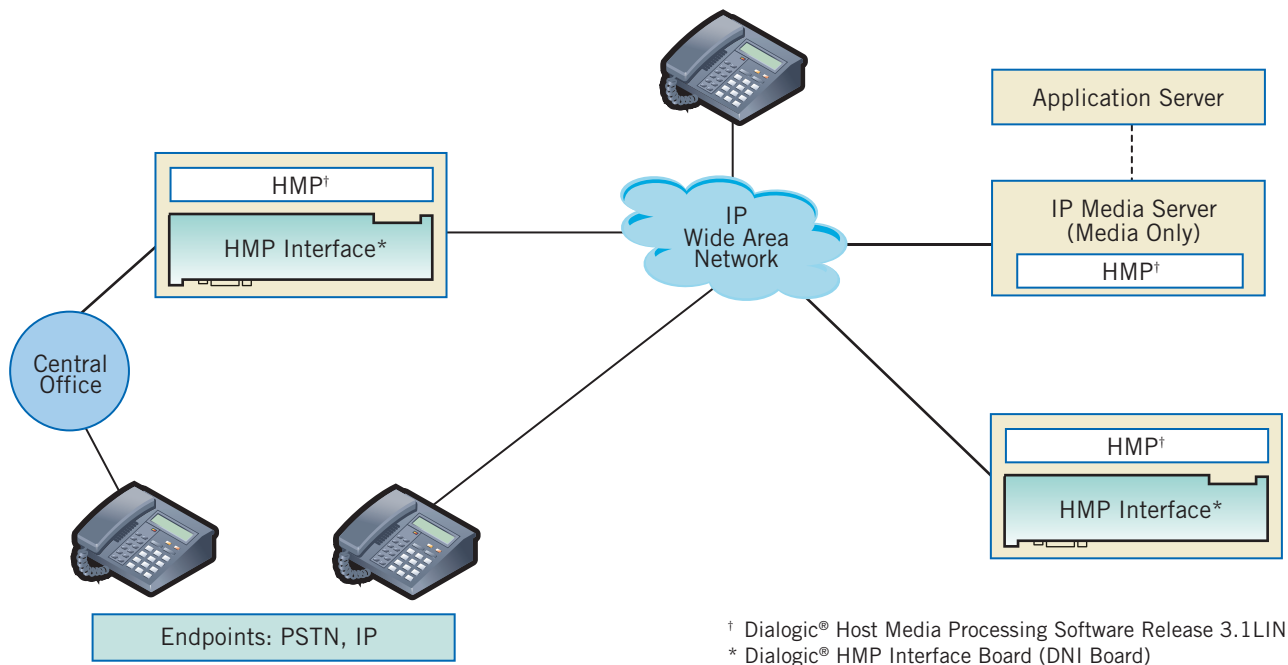 Application Server
HMP†
HMP Interface*
IP
Wide Area
Network
IP Media Server
(Media Only)
HMP†
Central
Office
HMP†
HMP Interface*
Endpoints: PSTN, IP
† Dialogic® Host Media Processing Software Release 3.1LIN
* Dialogic® HMP Interface Board (DNI Board)